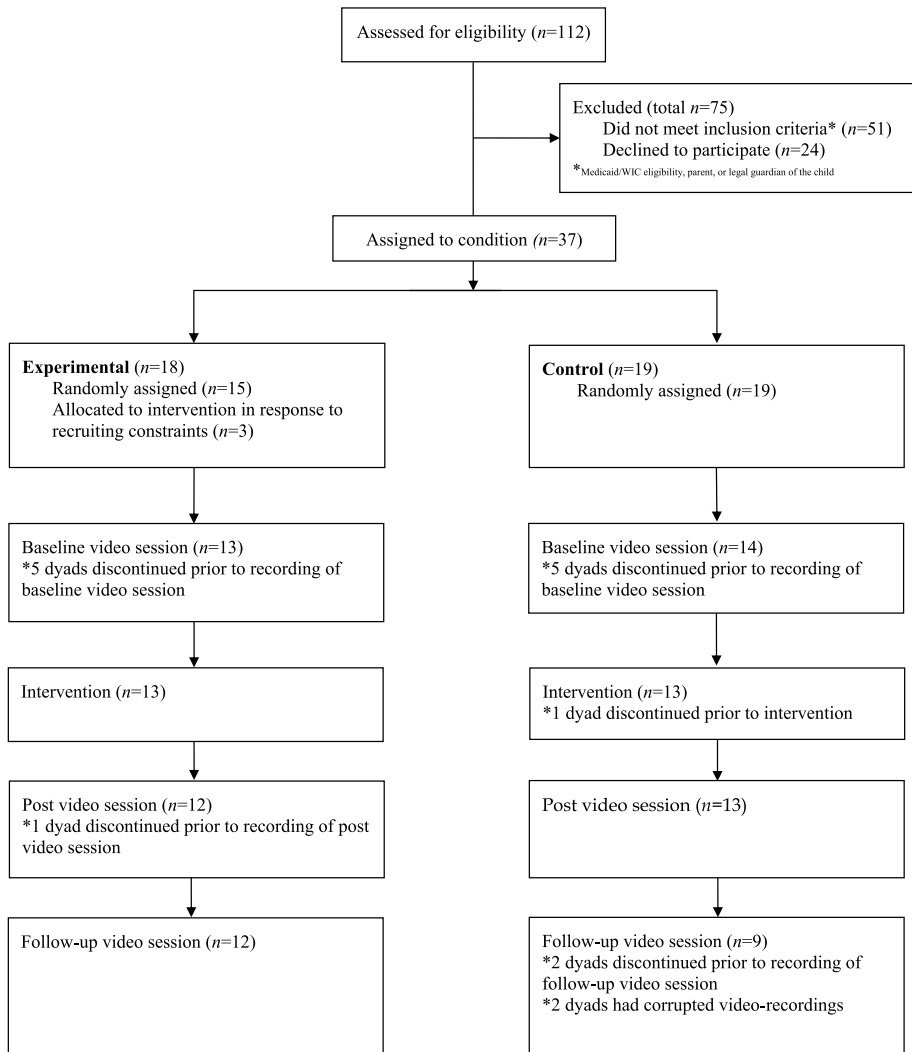 Assessed for eligibility (n=112)
Excluded (total n=75)
Did not meet inclusion criteria* (n=51)
Declined to participate (n=24)
*Medicaid/WIC eligibility, parent, or legal guardian of the child
Assigned to condition (n=37)
Experimental (n=18)
Randomly assigned (n=15)
Allocated to intervention in response to
recruiting constraints (n=3)
Control (n=19)
Randomly assigned (n=19)
Baseline video session (n=13)
*5 dyads discontinued prior to recording of
baseline video session
Baseline video session (n=14)
*5 dyads discontinued prior to recording of
baseline video session
Intervention (n=13)
Intervention (n=13)
*1 dyad discontinued prior to intervention
Post video session (n=12)
*1 dyad discontinued prior to recording of post
video session
Post video session (n=13)
Follow-up video session (n=12)
Follow-up video session (n=9)
*2 dyads discontinued prior to recording of
follow-up video session
*2 dyads had corrupted video-recordings